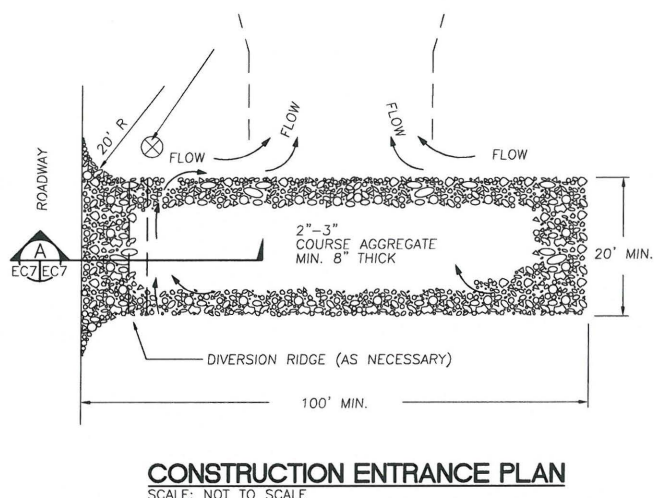 20' R
ROADWAY
FLOW
FLOW
FLOW
FLOW
A
EC7 EC7
2"-3"
COURSE AGGREGATE
MIN. 8" THICK
20' MIN.
DIVERSION RIDGE (AS NECESSARY)
100' MIN.
CONSTRUCTION ENTRANCE PLAN
SCALE: NOT TO SCALE